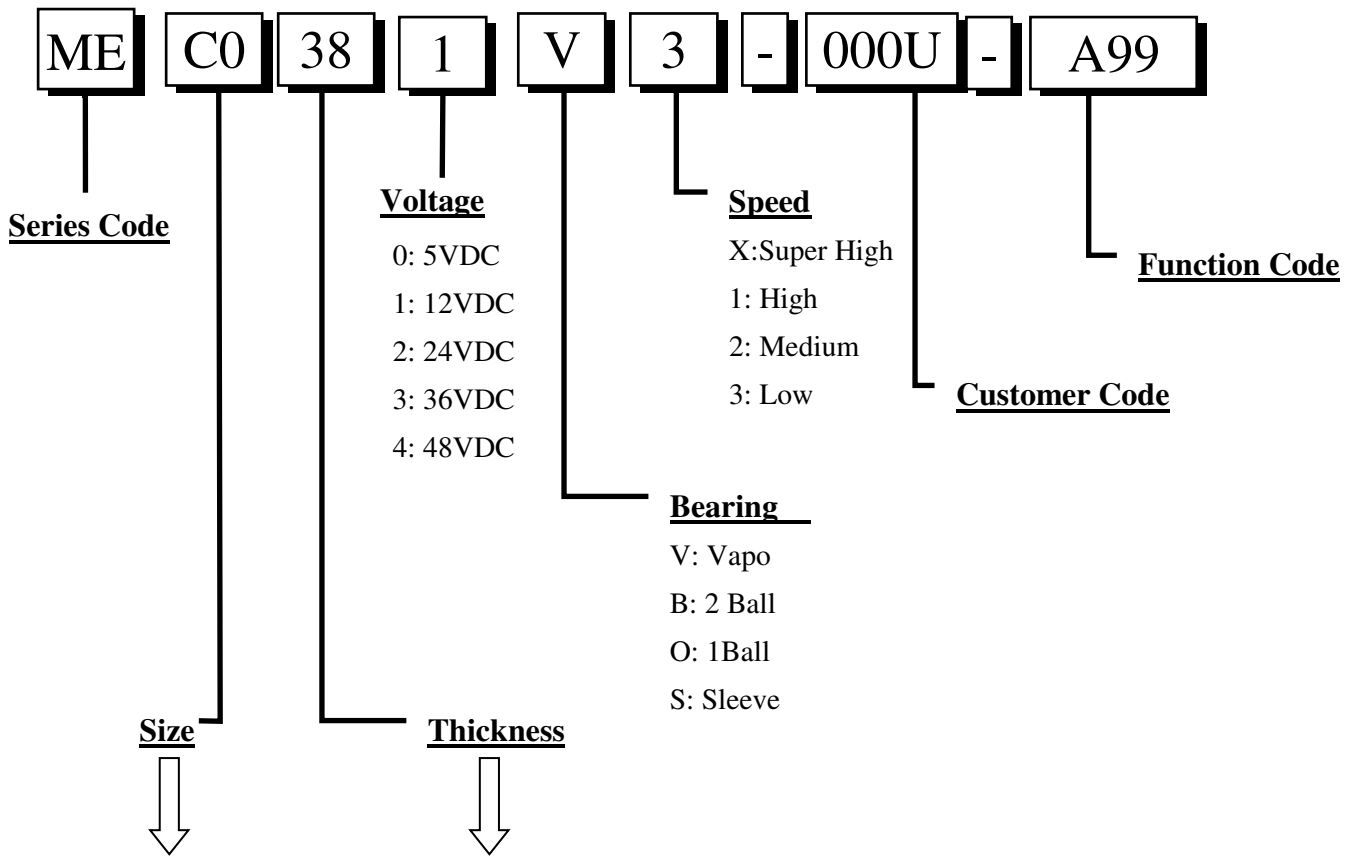 ME C0 38 1 V 3 - 000U - A99
Series Code
Voltage
0: 5VDC
1: 12VDC
2: 24VDC
3: 36VDC
4: 48VDC
Speed
X:Super High
1: High
2: Medium
3: Low
Function Code
Customer Code
Bearing
V: Vapo
B: 2 Ball
O: 1Ball
S: Sleeve
Size
Thickness